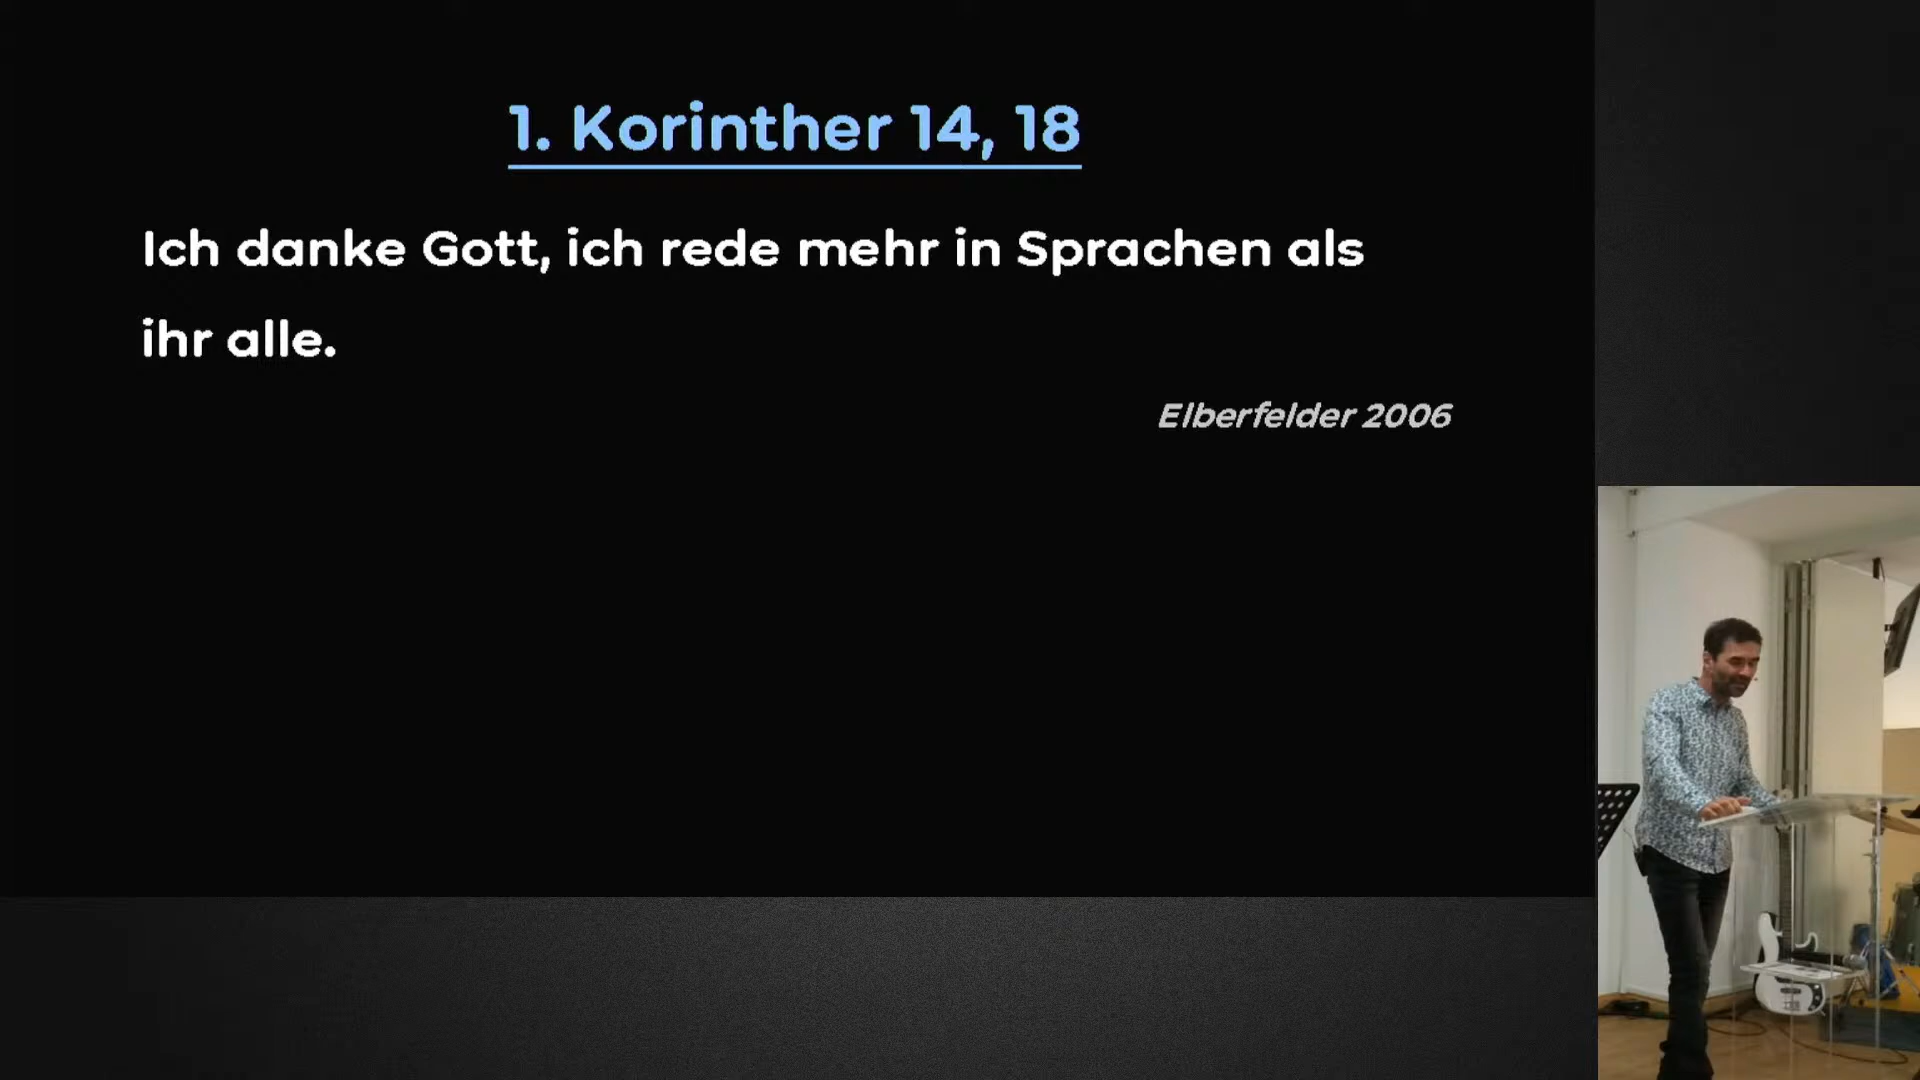 1. Korinther 14, 18
Ich danke Gott, ich rede mehr in Sprachen als
ihr alle.
Elberfelder 2006